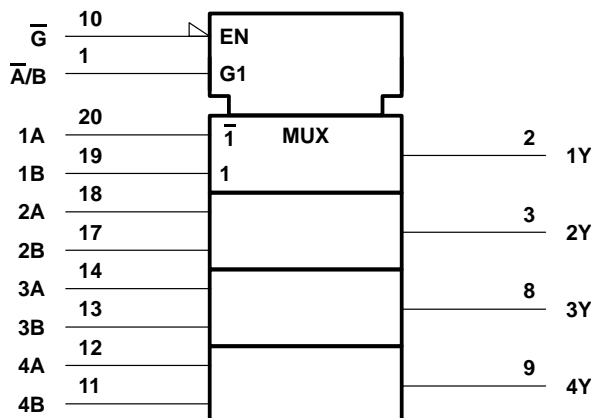 G̅ 10 EN
A̅/B 1 G1
1A 20 1̅ MUX 2 1Y
1B 19 1
2A 18 3 2Y
2B 17
3A 14 8 3Y
3B 13
4A 12 9 4Y
4B 11